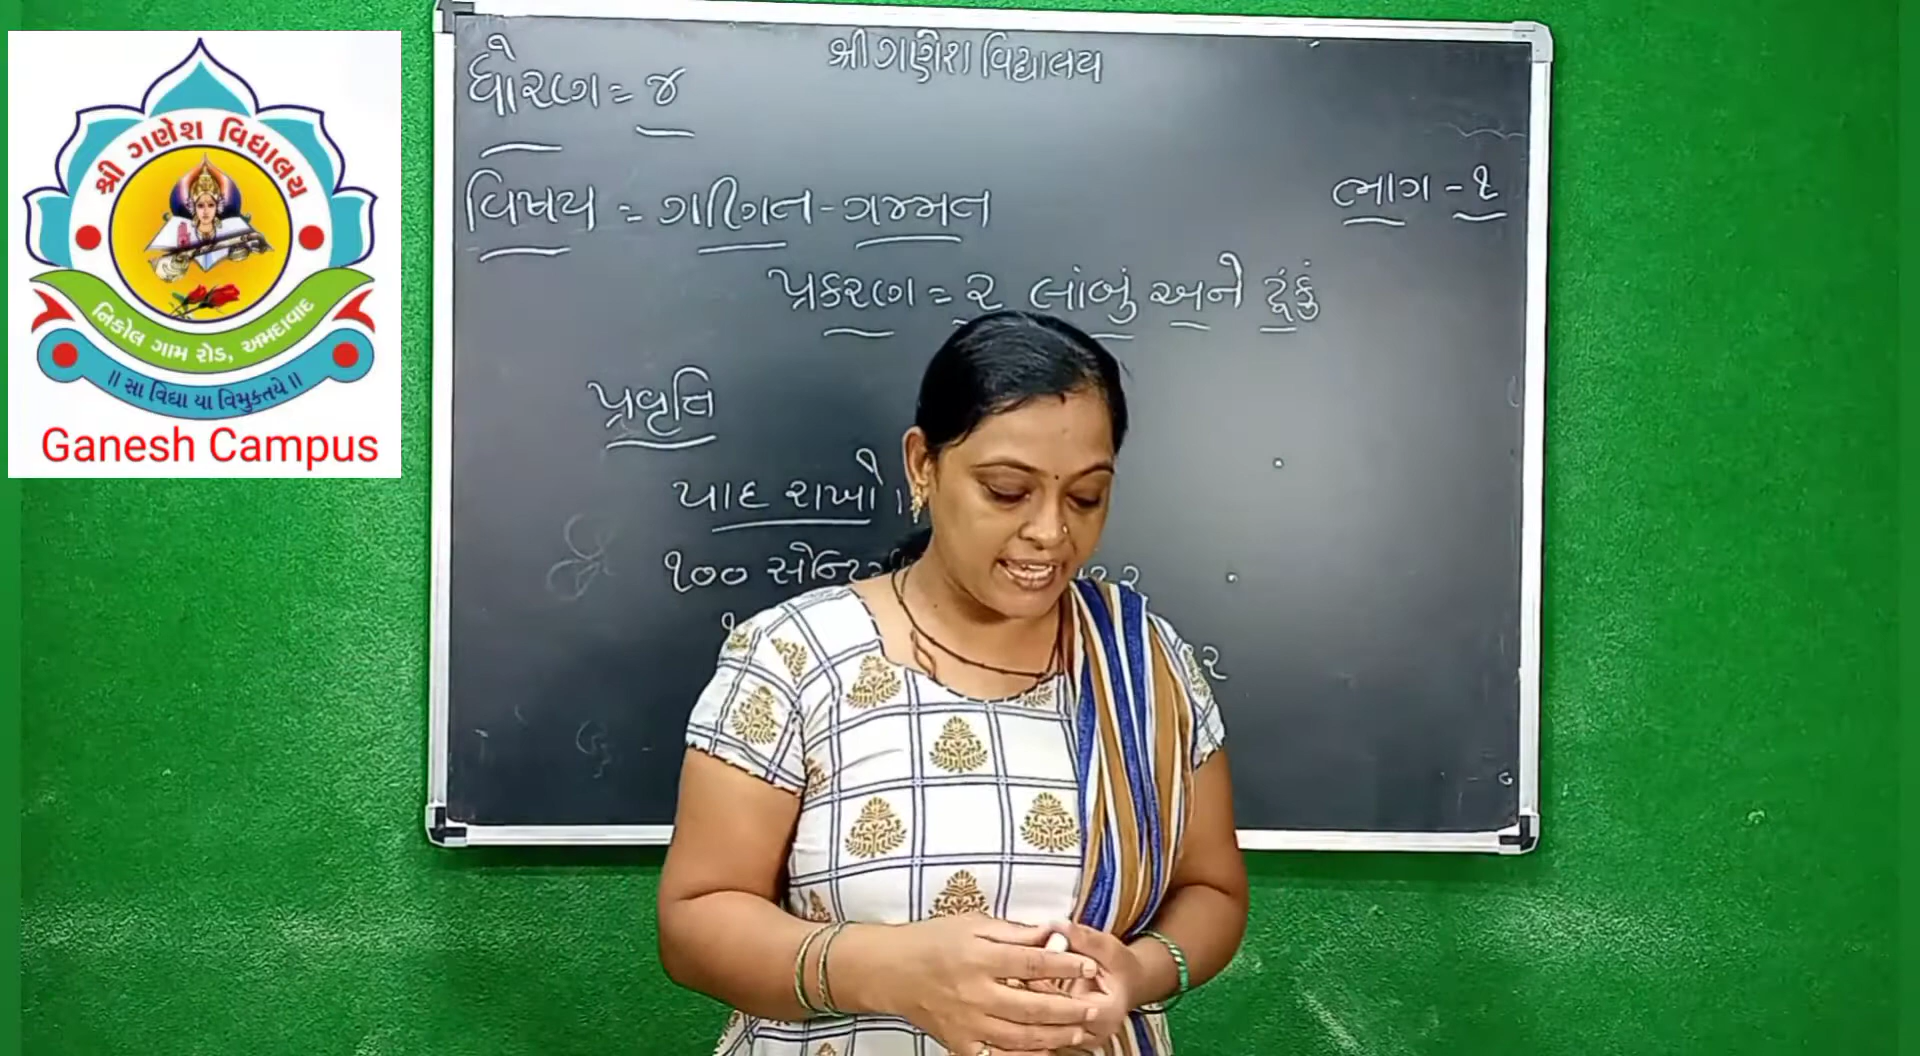 શ્રી ગણેશ વિદ્યાલય
નિકોલ ગામ રોડ, અમદાવાદ
॥ સા વિદ્યા યા વિમુક્તયે ॥
Ganesh Campus
શ્રી ગણેશ વિદ્યાલય
ધોરણ = ૪
વિષય = ગણિત-ગમ્મત
ભાગ - ૧
પ્રકરણ = ૨ લાંબું અને ટૂંકું
પ્રવૃતિ
યાદ રાખો
૧૦૦